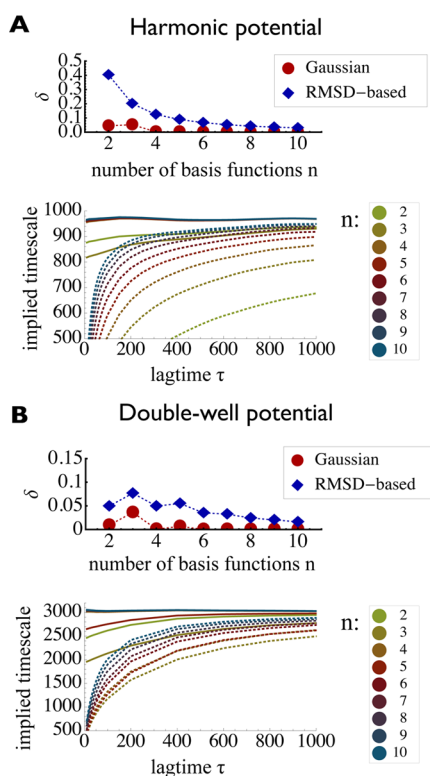 A
Harmonic potential
0.5
0.4
0.3
0.2
0.1
0.0
δ
Gaussian
RMSD−based
2 4 6 8 10
number of basis functions n
1000
900
800
700
600
500
implied timescale
0 200 400 600 800 1000
lagtime τ
n:
2
3
4
5
6
7
8
9
10
B
Double-well potential
0.15
0.1
0.05
0
δ
Gaussian
RMSD−based
2 4 6 8 10
number of basis functions n
3000
2500
2000
1500
1000
500
implied timescale
0 200 400 600 800 1000
lagtime τ
n:
2
3
4
5
6
7
8
9
10